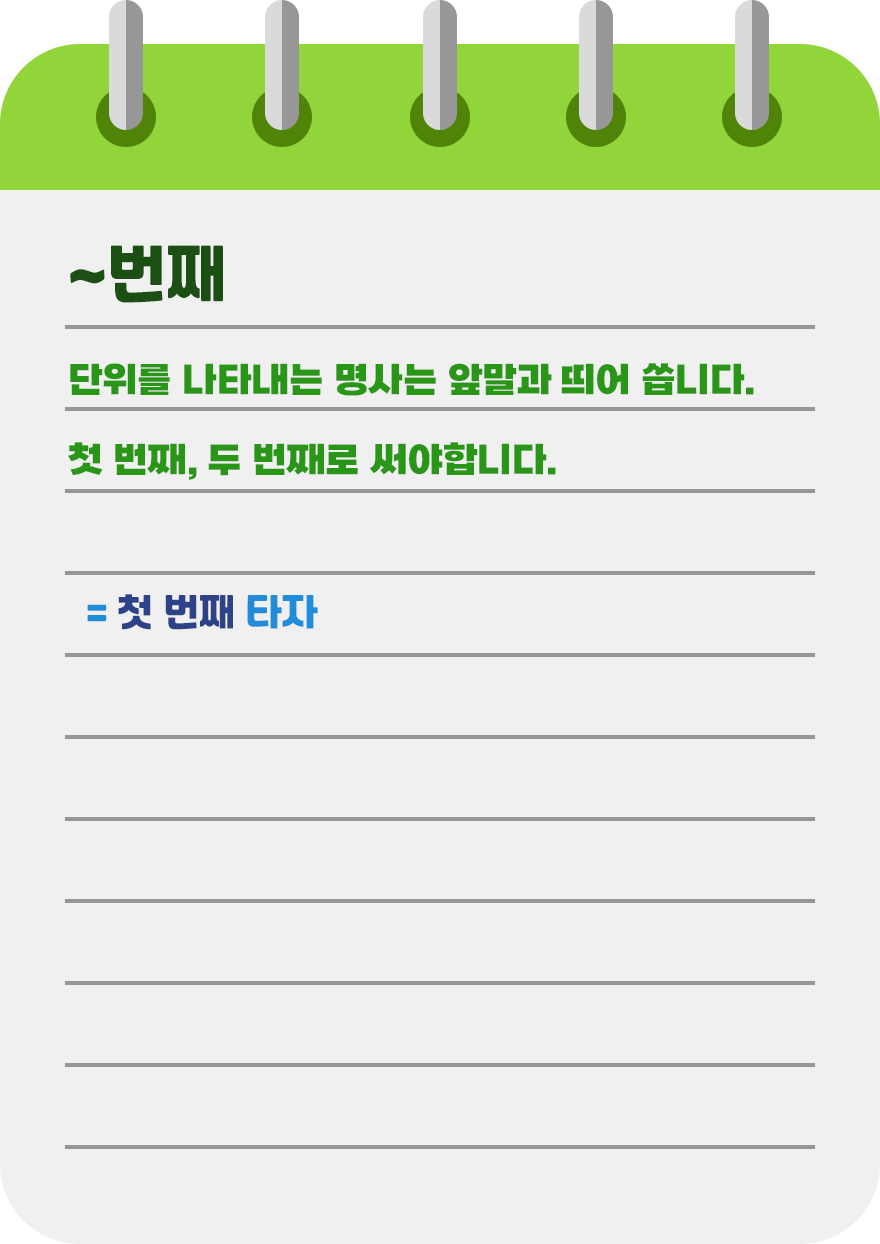 ~번째
단위를 나타내는 명사는 앞말과 띄어 씁니다.
첫 번째, 두 번째로 써야합니다.
= 첫 번째 타자